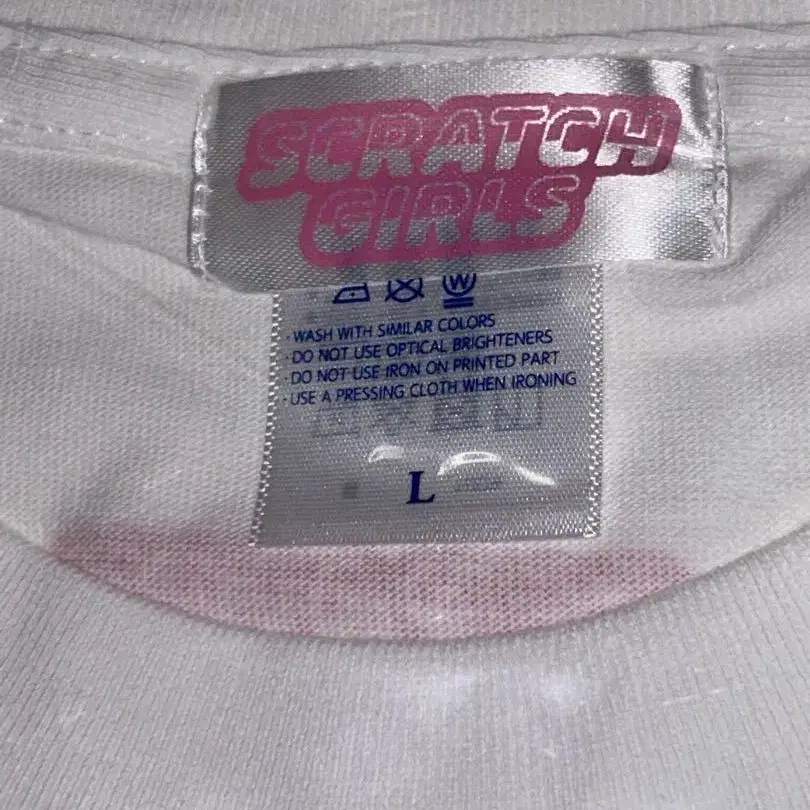 SCRATCH
GIRLS
W
· WASH WITH SIMILAR COLORS
· DO NOT USE OPTICAL BRIGHTENERS
· DO NOT USE IRON ON PRINTED PART
· USE A PRESSING CLOTH WHEN IRONING
L